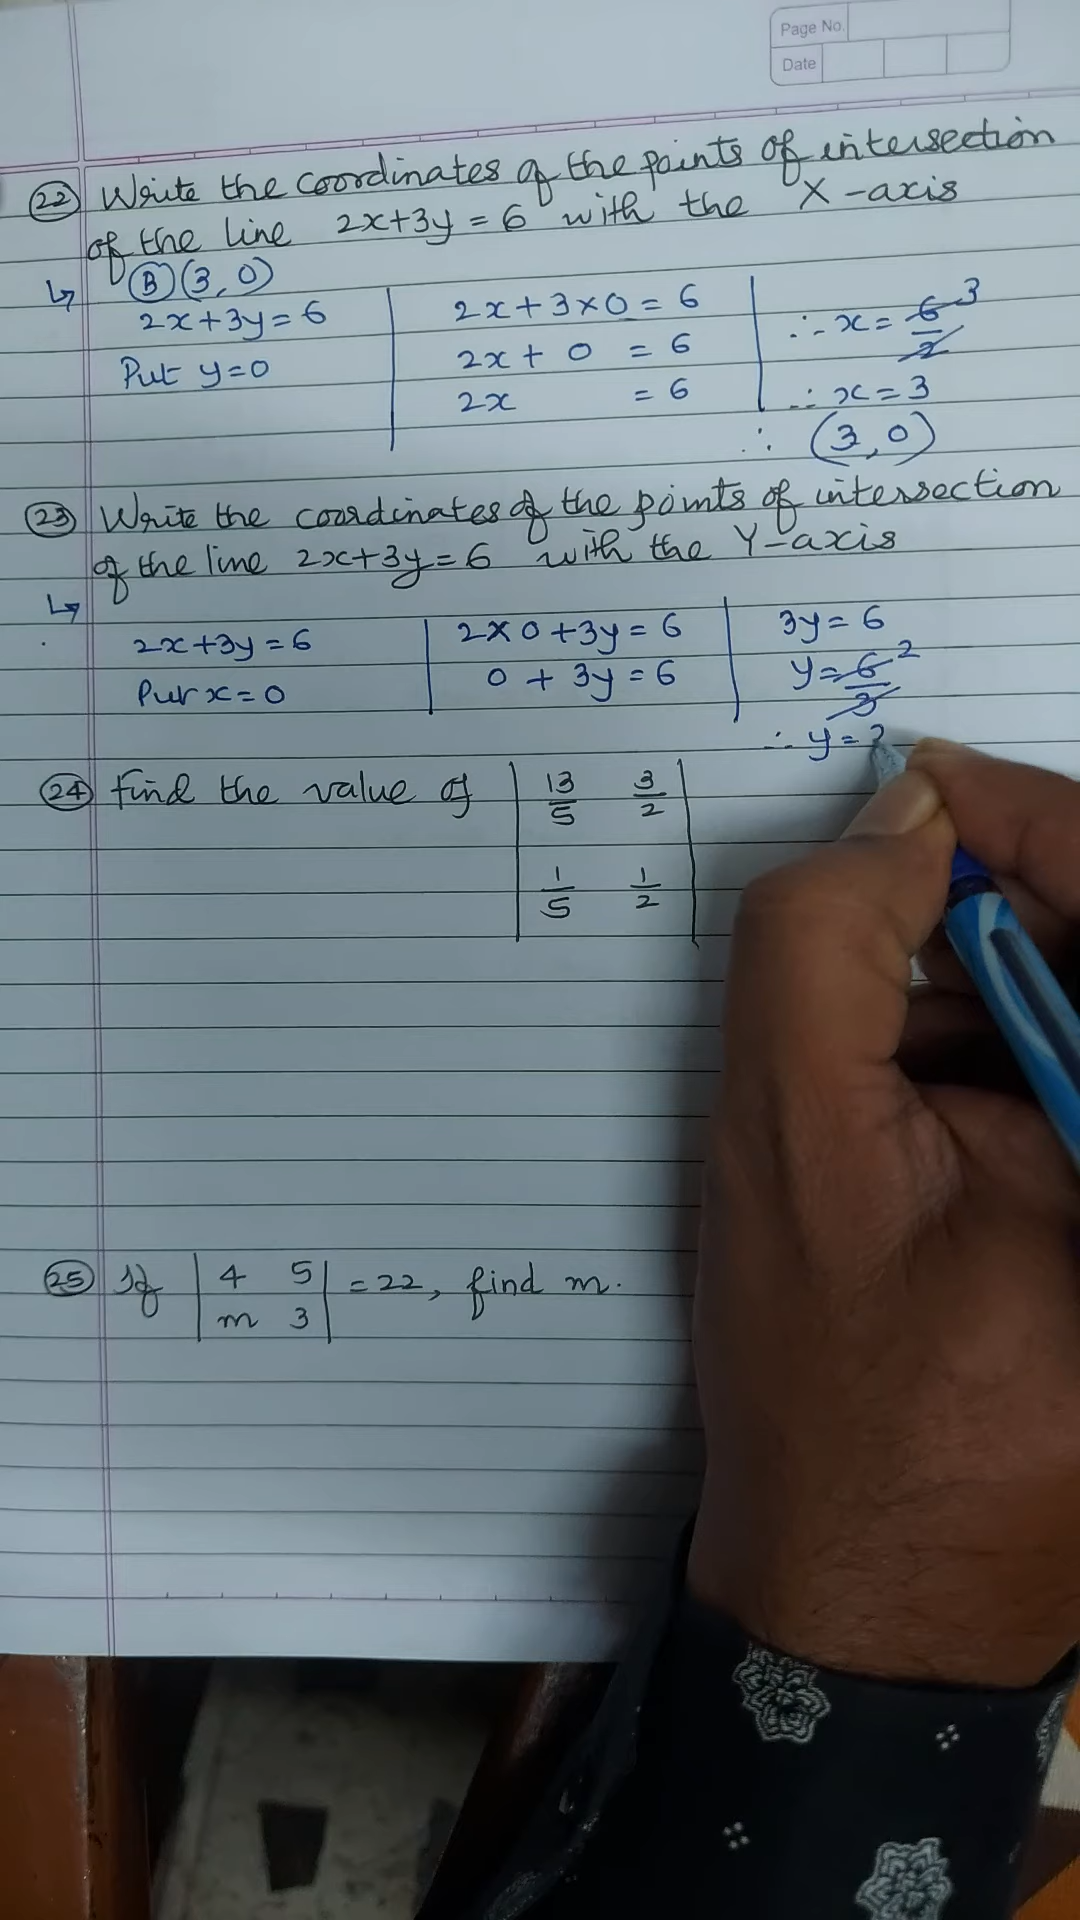 Page No.
Date
22 Write the coordinates of the points of intersection
of the line 2x+3y=6 with the X-axis
↳ B (3,0)
2x+3y=6
Put y=0
2x+3×0=6
2x+ 0 =6
2x =6
∴ x= 6/2 3
∴ x=3
∴ (3,0)
23 Write the coordinates of the points of intersection
of the line 2x+3y=6 with the Y-axis
↳
2x+3y=6
Put x=0
2×0+3y=6
0+3y=6
3y=6
y= 6/3 2
∴ y=
24 Find the value of | 13/5 3/2 |
| 1/5 1/2 |
25 If | 4 5 | =22, find m.
| m 3 |